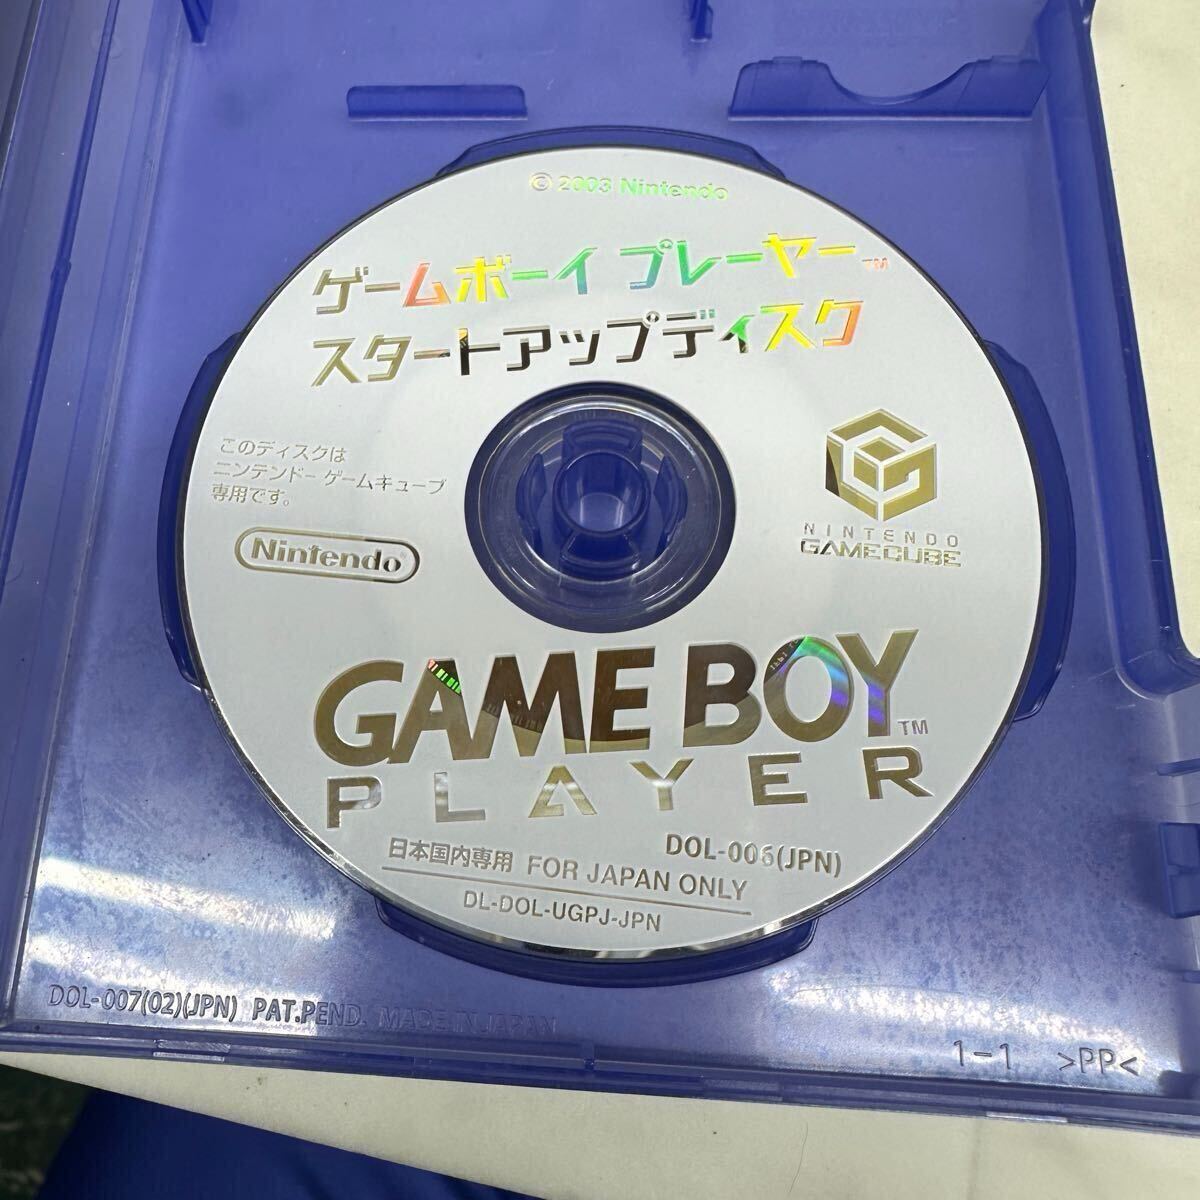 © 2003 Nintendo
ゲームボーイ プレーヤー™
スタートアップディスク
このディスクは
ニンテンドー ゲームキューブ
専用です。
Nintendo®
NINTENDO
GAMECUBE
GAME BOY™
PLAYER
DOL-006(JPN)
日本国内専用 FOR JAPAN ONLY
DL-DOL-UGPJ-JPN
DOL-007(02)(JPN) PAT.PEND. MADE IN JAPAN
1-1 >PP<